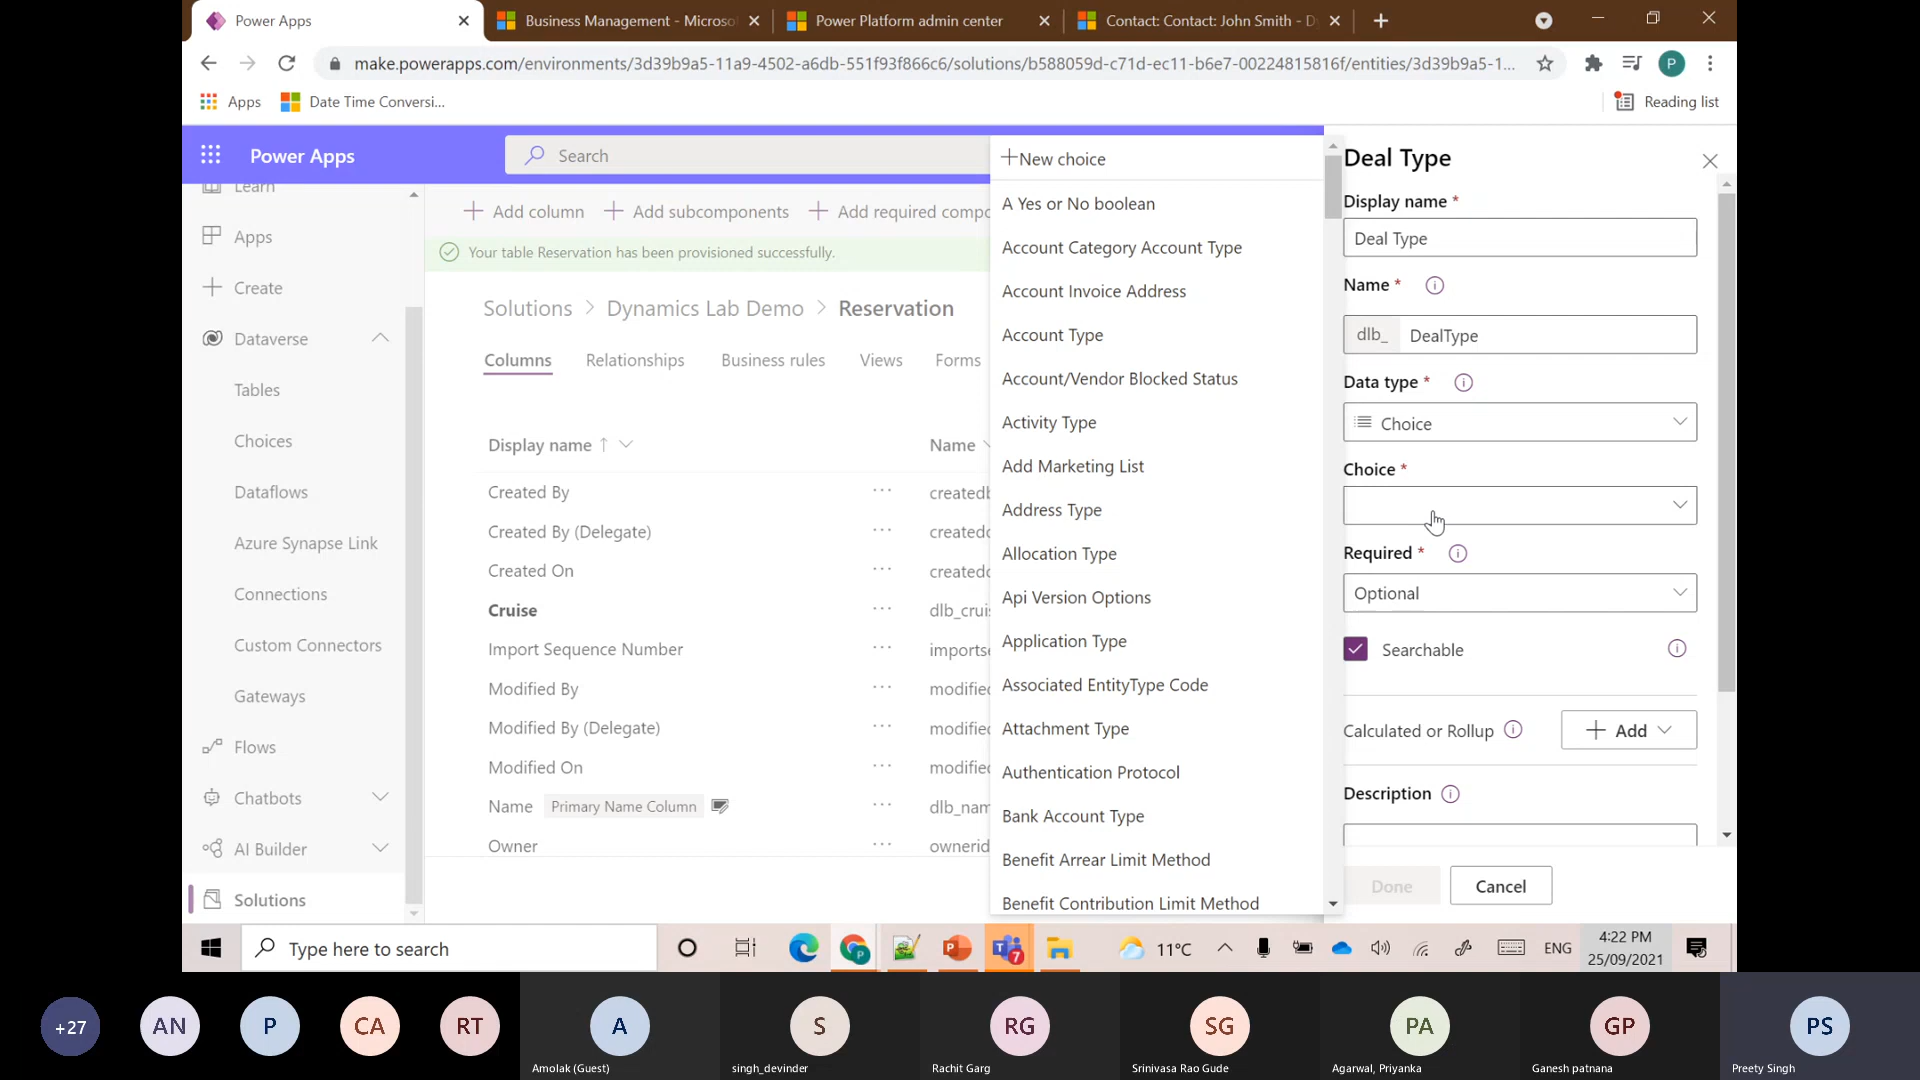 Power Apps
Business Management - Microso
Power Platform admin center
Contact: Contact: John Smith - D
make.powerapps.com/environments/3d39b9a5-11a9-4502-a6db-551f93f866c6/solutions/b588059d-c71d-ec11-b6e7-00224815816f/entities/3d39b9a5-1...
P
Apps
Date Time Conversi...
Reading list
Power Apps
Search
Learn
Apps
Create
Dataverse
Tables
Choices
Dataflows
Azure Synapse Link
Connections
Custom Connectors
Gateways
Flows
Chatbots
AI Builder
Solutions
Add column
Add subcomponents
Add required compo
Your table Reservation has been provisioned successfully.
Solutions > Dynamics Lab Demo > Reservation
Columns
Relationships
Business rules
Views
Forms
Display name ↑
Name
Created By ... createdb
Created By (Delegate) ... createdo
Created On ... createdo
Cruise ... dlb_cruis
Import Sequence Number ... importse
Modified By ... modified
Modified By (Delegate) ... modified
Modified On ... modified
Name Primary Name Column ... dlb_nam
Owner ... ownerid
+New choice
A Yes or No boolean
Account Category Account Type
Account Invoice Address
Account Type
Account/Vendor Blocked Status
Activity Type
Add Marketing List
Address Type
Allocation Type
Api Version Options
Application Type
Associated EntityType Code
Attachment Type
Authentication Protocol
Bank Account Type
Benefit Arrear Limit Method
Benefit Contribution Limit Method
Deal Type
Display name *
Deal Type
Name *
dlb_ DealType
Data type *
Choice
Choice *
Required *
Optional
Searchable
Calculated or Rollup
+ Add
Description
Done
Cancel
Type here to search
7
11°C
ENG
4:22 PM
25/09/2021
+27
AN
P
CA
RT
A
Amolak (Guest)
S
singh_devinder
RG
Rachit Garg
SG
Srinivasa Rao Gude
PA
Agarwal, Priyanka
GP
Ganesh patnana
PS
Preety Singh